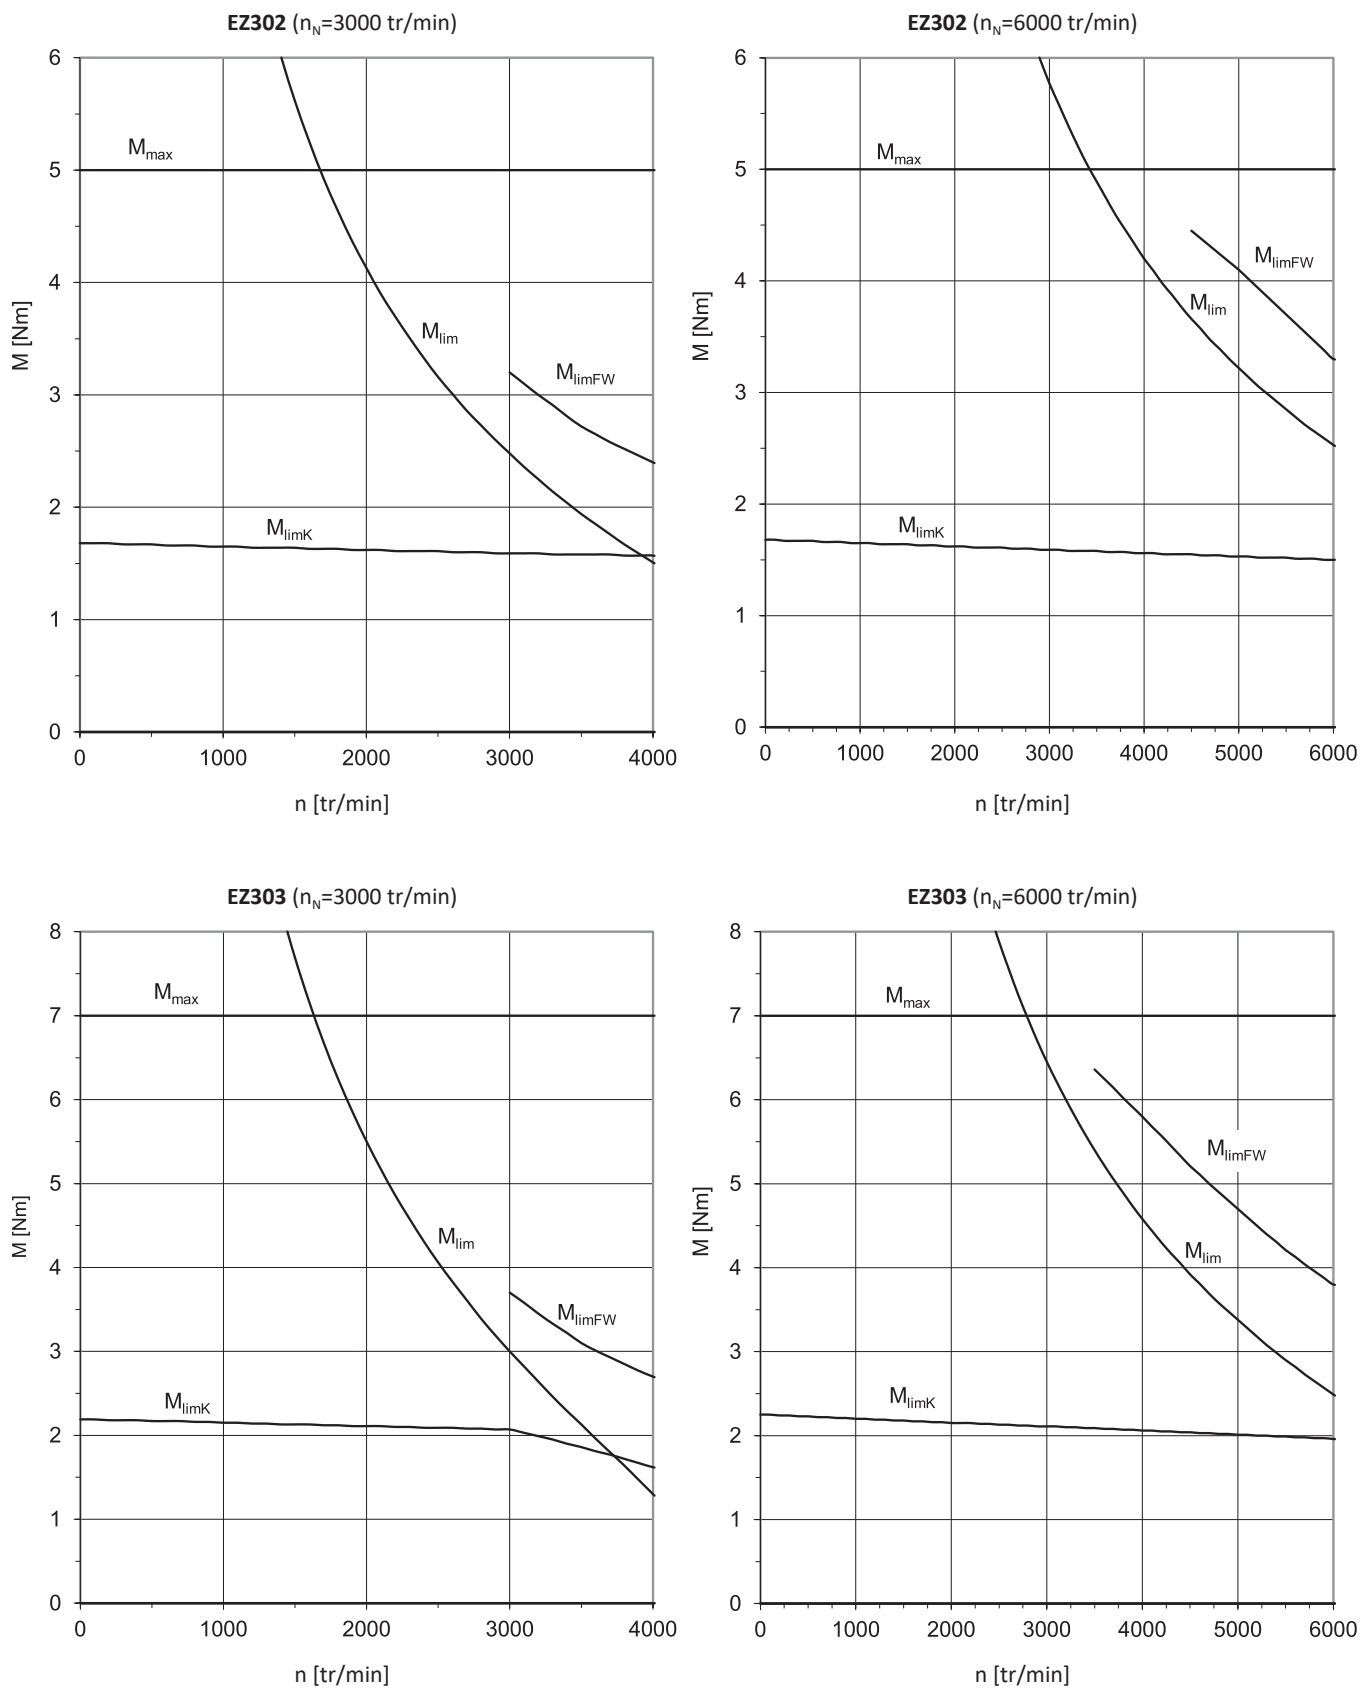 EZ302 (nN=3000 tr/min)
6
5
4
3
2
1
0
M [Nm]
Mmax
Mlim
MlimFW
MlimK
0 1000 2000 3000 4000
n [tr/min]
EZ302 (nN=6000 tr/min)
6
5
4
3
2
1
0
M [Nm]
Mmax
MlimFW
Mlim
MlimK
0 1000 2000 3000 4000 5000 6000
n [tr/min]
EZ303 (nN=3000 tr/min)
8
7
6
5
4
3
2
1
0
M [Nm]
Mmax
Mlim
MlimFW
MlimK
0 1000 2000 3000 4000
n [tr/min]
EZ303 (nN=6000 tr/min)
8
7
6
5
4
3
2
1
0
M [Nm]
Mmax
MlimFW
Mlim
MlimK
0 1000 2000 3000 4000 5000 6000
n [tr/min]